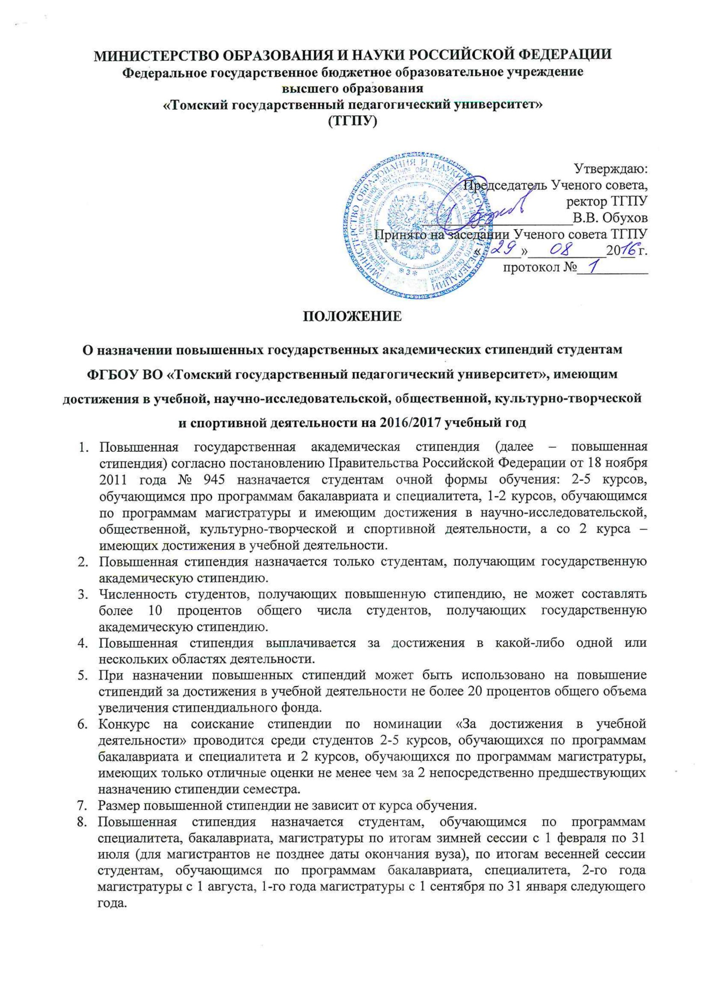 МИНИСТЕРСТВО ОБРАЗОВАНИЯ И НАУКИ РОССИЙСКОЙ ФЕДЕРАЦИИ
Федеральное государственное бюджетное образовательное учреждение
высшего образования
«Томский государственный педагогический университет»
(ТГПУ)
Утверждаю:
Председатель Ученого совета,
ректор ТГПУ
В.В. Обухов
Принято на заседании Ученого совета ТГПУ
«29» 08 2016 г.
протокол № 1
МИНИСТЕРСТВО ОБРАЗОВАНИЯ И НАУКИ РОССИЙСКОЙ ФЕДЕРАЦИИ
* 3 *
ПОЛОЖЕНИЕ
О назначении повышенных государственных академических стипендий студентам
ФГБОУ ВО «Томский государственный педагогический университет», имеющим
достижения в учебной, научно-исследовательской, общественной, культурно-творческой
и спортивной деятельности на 2016/2017 учебный год
1. Повышенная государственная академическая стипендия (далее – повышенная
стипендия) согласно постановлению Правительства Российской Федерации от 18 ноября
2011 года № 945 назначается студентам очной формы обучения: 2-5 курсов,
обучающимся про программам бакалавриата и специалитета, 1-2 курсов, обучающимся
по программам магистратуры и имеющим достижения в научно-исследовательской,
общественной, культурно-творческой и спортивной деятельности, а со 2 курса –
имеющих достижения в учебной деятельности.
2. Повышенная стипендия назначается только студентам, получающим государственную
академическую стипендию.
3. Численность студентов, получающих повышенную стипендию, не может составлять
более 10 процентов общего числа студентов, получающих государственную
академическую стипендию.
4. Повышенная стипендия выплачивается за достижения в какой-либо одной или
нескольких областях деятельности.
5. При назначении повышенных стипендий может быть использовано на повышение
стипендий за достижения в учебной деятельности не более 20 процентов общего объема
увеличения стипендиального фонда.
6. Конкурс на соискание стипендии по номинации «За достижения в учебной
деятельности» проводится среди студентов 2-5 курсов, обучающихся по программам
бакалавриата и специалитета и 2 курсов, обучающихся по программам магистратуры,
имеющих только отличные оценки не менее чем за 2 непосредственно предшествующих
назначению стипендии семестра.
7. Размер повышенной стипендии не зависит от курса обучения.
8. Повышенная стипендия назначается студентам, обучающимся по программам
специалитета, бакалавриата, магистратуры по итогам зимней сессии с 1 февраля по 31
июля (для магистрантов не позднее даты окончания вуза), по итогам весенней сессии
студентам, обучающимся по программам бакалавриата, специалитета, 2-го года
магистратуры с 1 августа, 1-го года магистратуры с 1 сентября по 31 января следующего
года.